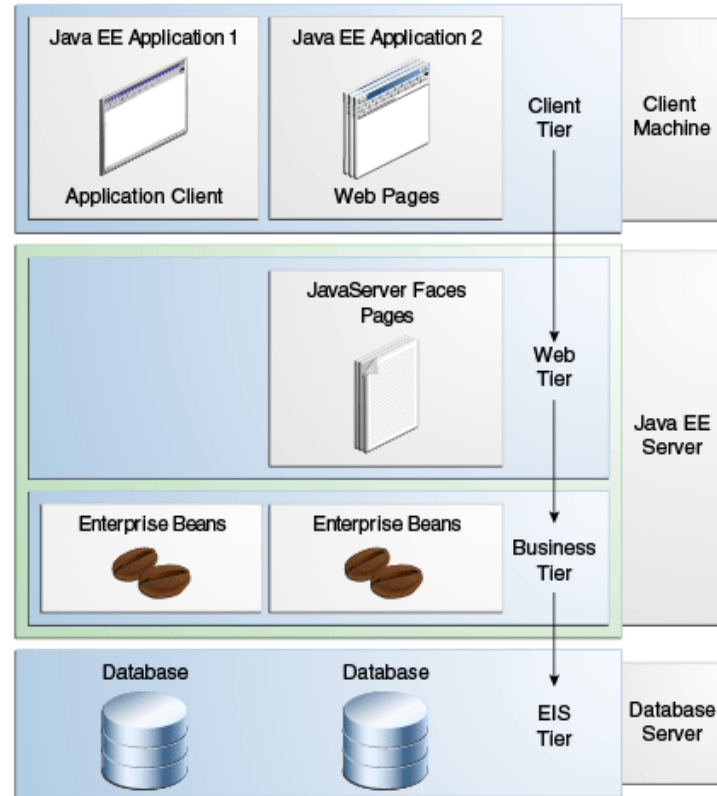 Java EE Application 1
Java EE Application 2
Application Client
Web Pages
Client
Tier
Client
Machine
JavaServer Faces
Pages
Web
Tier
Java EE
Server
Enterprise Beans
Enterprise Beans
Business
Tier
Database
Database
EIS
Tier
Database
Server